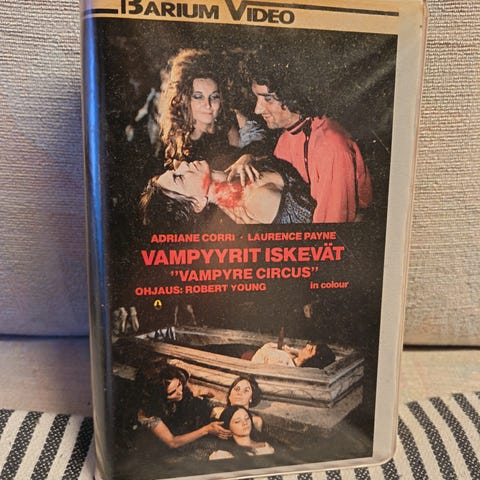 BARIUM VIDEO
ADRIANE CORRI · LAURENCE PAYNE
VAMPYYRIT ISKEVÄT
"VAMPYRE CIRCUS"
OHJAUS: ROBERT YOUNG in colour